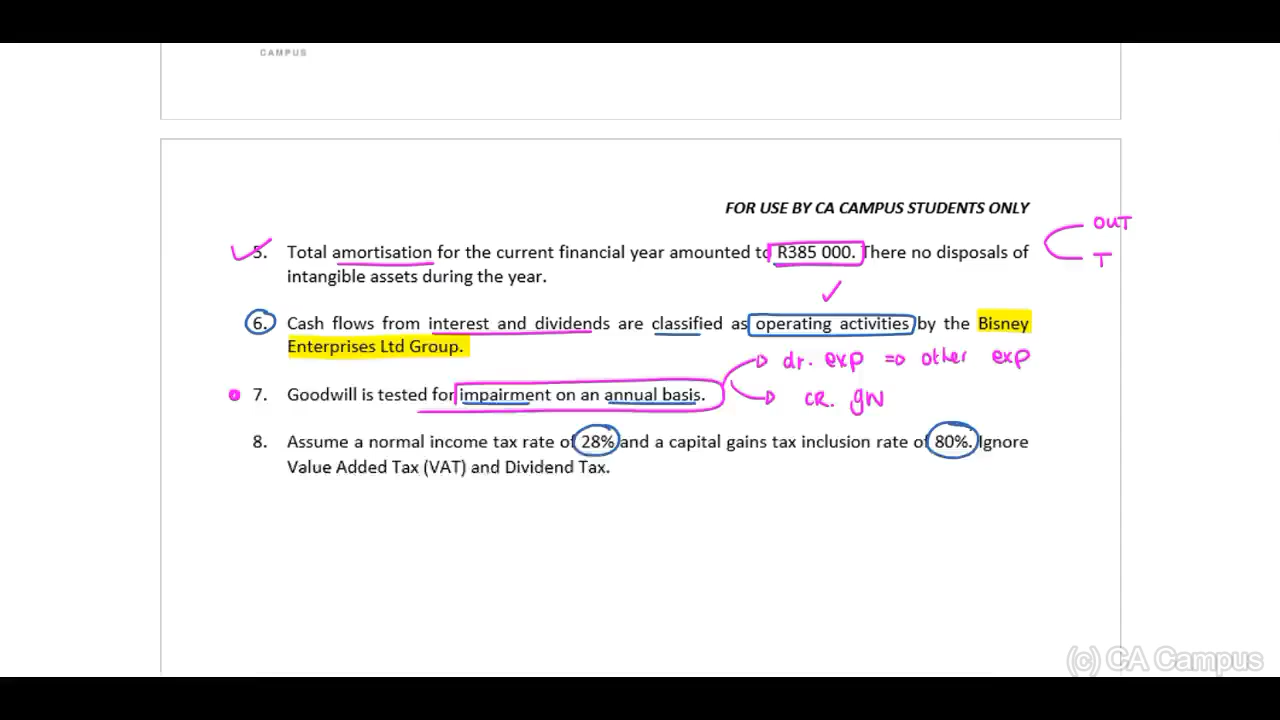 CAMPUS
FOR USE BY CA CAMPUS STUDENTS ONLY
OUT
5. Total amortisation for the current financial year amounted to R385 000. There no disposals of
T
intangible assets during the year.
6. Cash flows from interest and dividends are classified as operating activities by the Bisney
Enterprises Ltd Group.
dr. exp ⇒ other exp
7. Goodwill is tested for impairment on an annual basis.
CR. GW
8. Assume a normal income tax rate of 28% and a capital gains tax inclusion rate of 80%. Ignore
Value Added Tax (VAT) and Dividend Tax.
(c) CA Campus